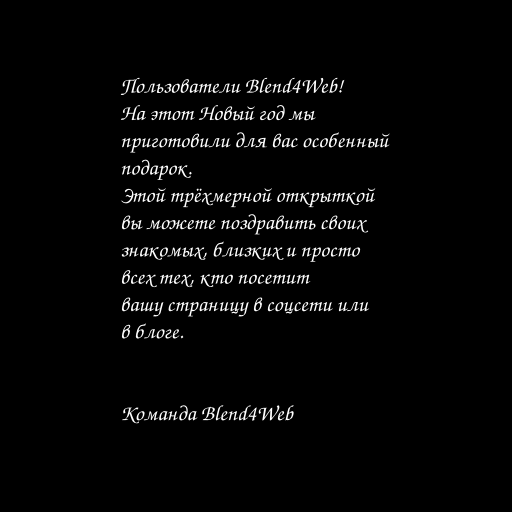 Пользователи Blend4Web!
На этот Новый год мы
приготовили для вас особенный
подарок.
Этой трёхмерной открыткой
вы можете поздравить своих
знакомых, близких и просто
всех тех, кто посетит
вашу страницу в соцсети или
в блоге.
Команда Blend4Web